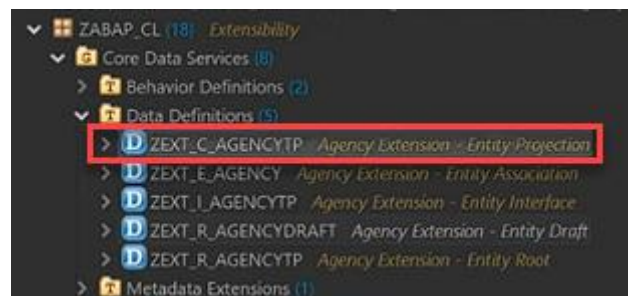 ZABAP_CL (18) Extensibility
G Core Data Services (8)
T Behavior Definitions (2)
T Data Definitions (5)
D ZEXT_C_AGENCYTP Agency Extension - Entity Projection
D ZEXT_E_AGENCY Agency Extension - Entity Association
D ZEXT_I_AGENCYTP Agency Extension - Entity Interface
D ZEXT_R_AGENCYDRAFT Agency Extension - Entity Draft
D ZEXT_R_AGENCYTP Agency Extension - Entity Root
T Metadata Extensions (1)